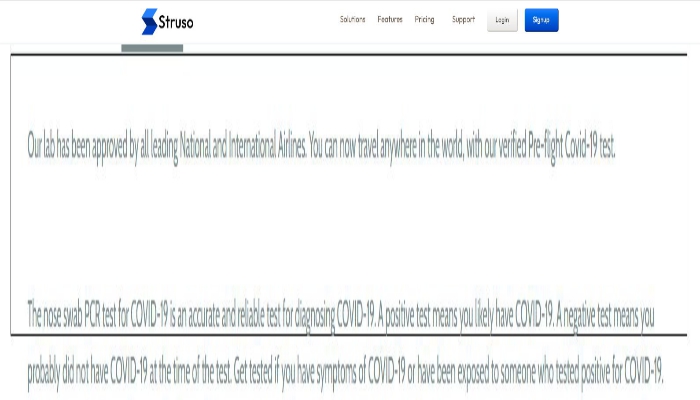 Struso
Solutions Features Pricing Support Login Signup
Our lab has been approved by all leading National and International Airlines. You can now travel anywhere in the world, with our verified Pre-flight Covid-19 test.
The nose swab PCR test for COVID-19 is an accurate and reliable test for diagnosing COVID-19. A positive test means you likely have COVID-19. A negative test means you
probably did not have COVID-19 at the time of the test. Get tested if you have symptoms of COVID-19 or have been exposed to someone who tested positive for COVID-19.